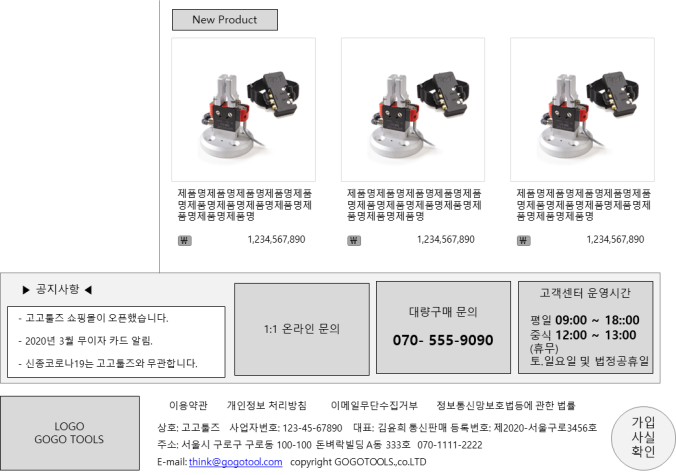 New Product
제품명제품명제품명제품명제품
명제품명제품명제품명제품명제
품명제품명제품명
제품명제품명제품명제품명제품
명제품명제품명제품명제품명제
품명제품명제품명
제품명제품명제품명제품명제품
명제품명제품명제품명제품명제
품명제품명제품명
₩ 1,234,567,890
₩ 1,234,567,890
₩ 1,234,567,890
▶ 공지사항 ◀
- 고고툴즈 쇼핑몰이 오픈했습니다.
- 2020년 3월 무이자 카드 알림.
- 신종코로나19는 고고툴즈와 무관합니다.
1:1 온라인 문의
대량구매 문의
070- 555-9090
고객센터 운영시간
평일 09:00 ~ 18::00
중식 12:00 ~ 13:00
(휴무)
토.일요일 및 법정공휴일
LOGO
GOGO TOOLS
이용약관 개인정보 처리방침 이메일무단수집거부 정보통신망보호법등에 관한 법률
상호: 고고툴즈 사업자번호: 123-45-67890 대표: 김윤희 통신판매 등록번호: 제2020-서울구로3456호
주소: 서울시 구로구 구로동 100-100 돈벼락빌딩 A동 333호 070-1111-2222
E-mail: think@gogotool.com copyright GOGOTOOLS,.co.LTD
가입
사실
확인